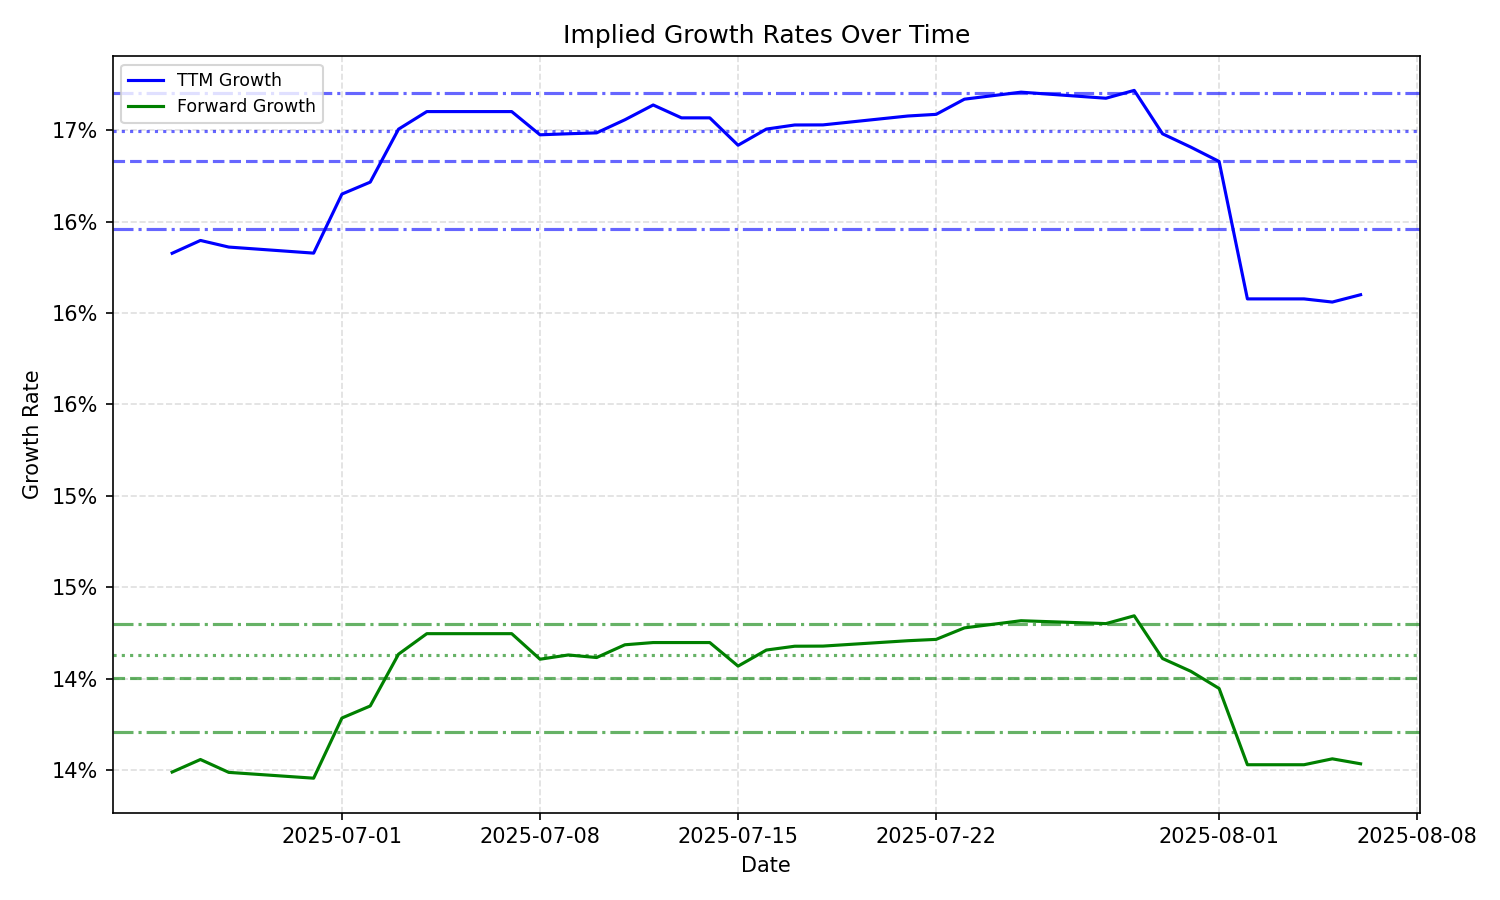 Implied Growth Rates Over Time
TTM Growth
Forward Growth
17%
16%
16%
16%
15%
15%
14%
14%
Growth Rate
2025-07-01
2025-07-08
2025-07-15
2025-07-22
2025-08-01
2025-08-08
Date